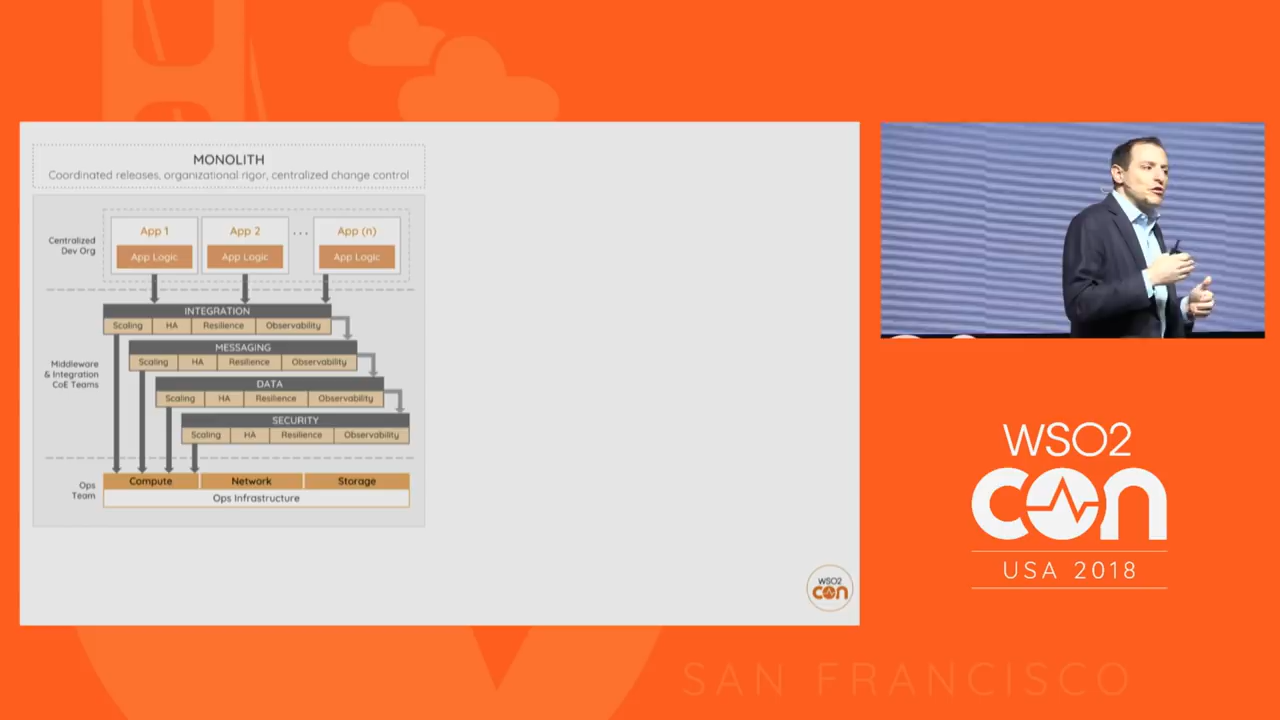 MONOLITH
Coordinated releases, organizational rigor, centralized change control
Centralized
Dev Org
App 1
App Logic
App 2
App Logic
...
App (n)
App Logic
Middleware
& Integration
CoE Teams
INTEGRATION
Scaling HA Resilience Observability
MESSAGING
Scaling HA Resilience Observability
DATA
Scaling HA Resilience Observability
SECURITY
Scaling HA Resilience Observability
Ops
Team
Compute Network Storage
Ops Infrastructure
WSO2
con
WSO2
con
USA 2018
SAN FRANCISCO